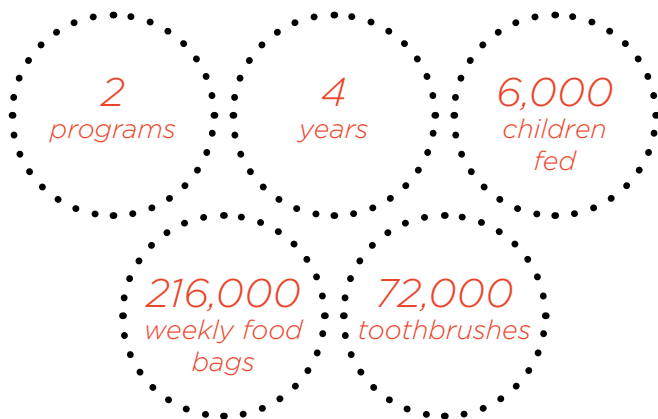 2
programs
4
years
6,000
children
fed
216,000
weekly food
bags
72,000
toothbrushes